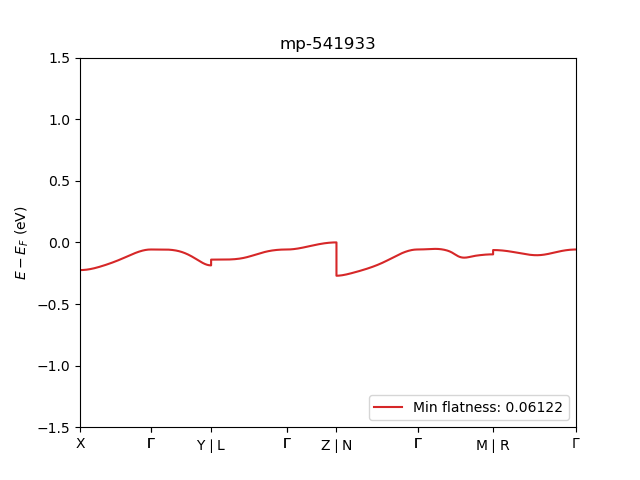 mp-541933
1.5
1.0
0.5
0.0
−0.5
−1.0
−1.5
E − E_F (eV)
Min flatness: 0.06122
X Γ Y | L Γ Z | N Γ M | R Γ